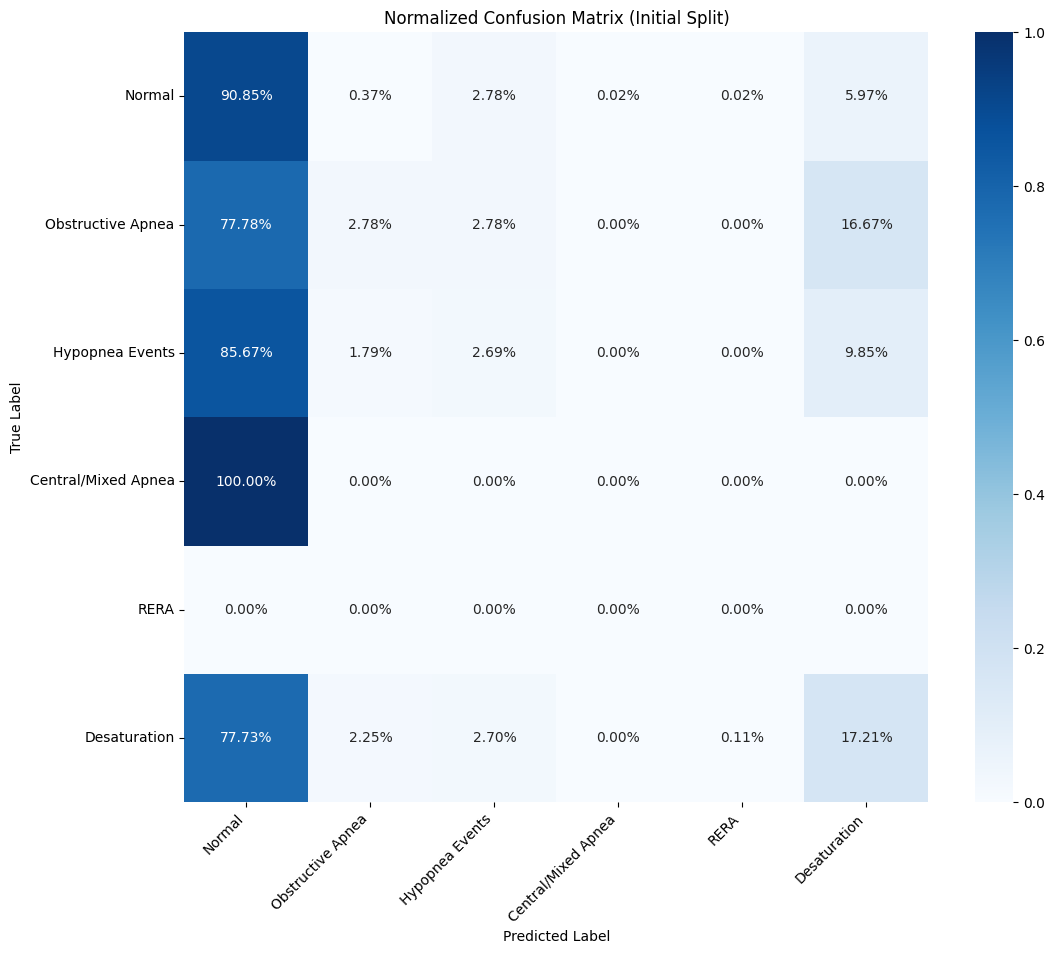 Normalized Confusion Matrix (Initial Split)
True Label
Normal 90.85% 0.37% 2.78% 0.02% 0.02% 5.97%
Obstructive Apnea 77.78% 2.78% 2.78% 0.00% 0.00% 16.67%
Hypopnea Events 85.67% 1.79% 2.69% 0.00% 0.00% 9.85%
Central/Mixed Apnea 100.00% 0.00% 0.00% 0.00% 0.00% 0.00%
RERA 0.00% 0.00% 0.00% 0.00% 0.00% 0.00%
Desaturation 77.73% 2.25% 2.70% 0.00% 0.11% 17.21%
Normal
Obstructive Apnea
Hypopnea Events
Central/Mixed Apnea
RERA
Desaturation
Predicted Label
1.0
0.8
0.6
0.4
0.2
0.0